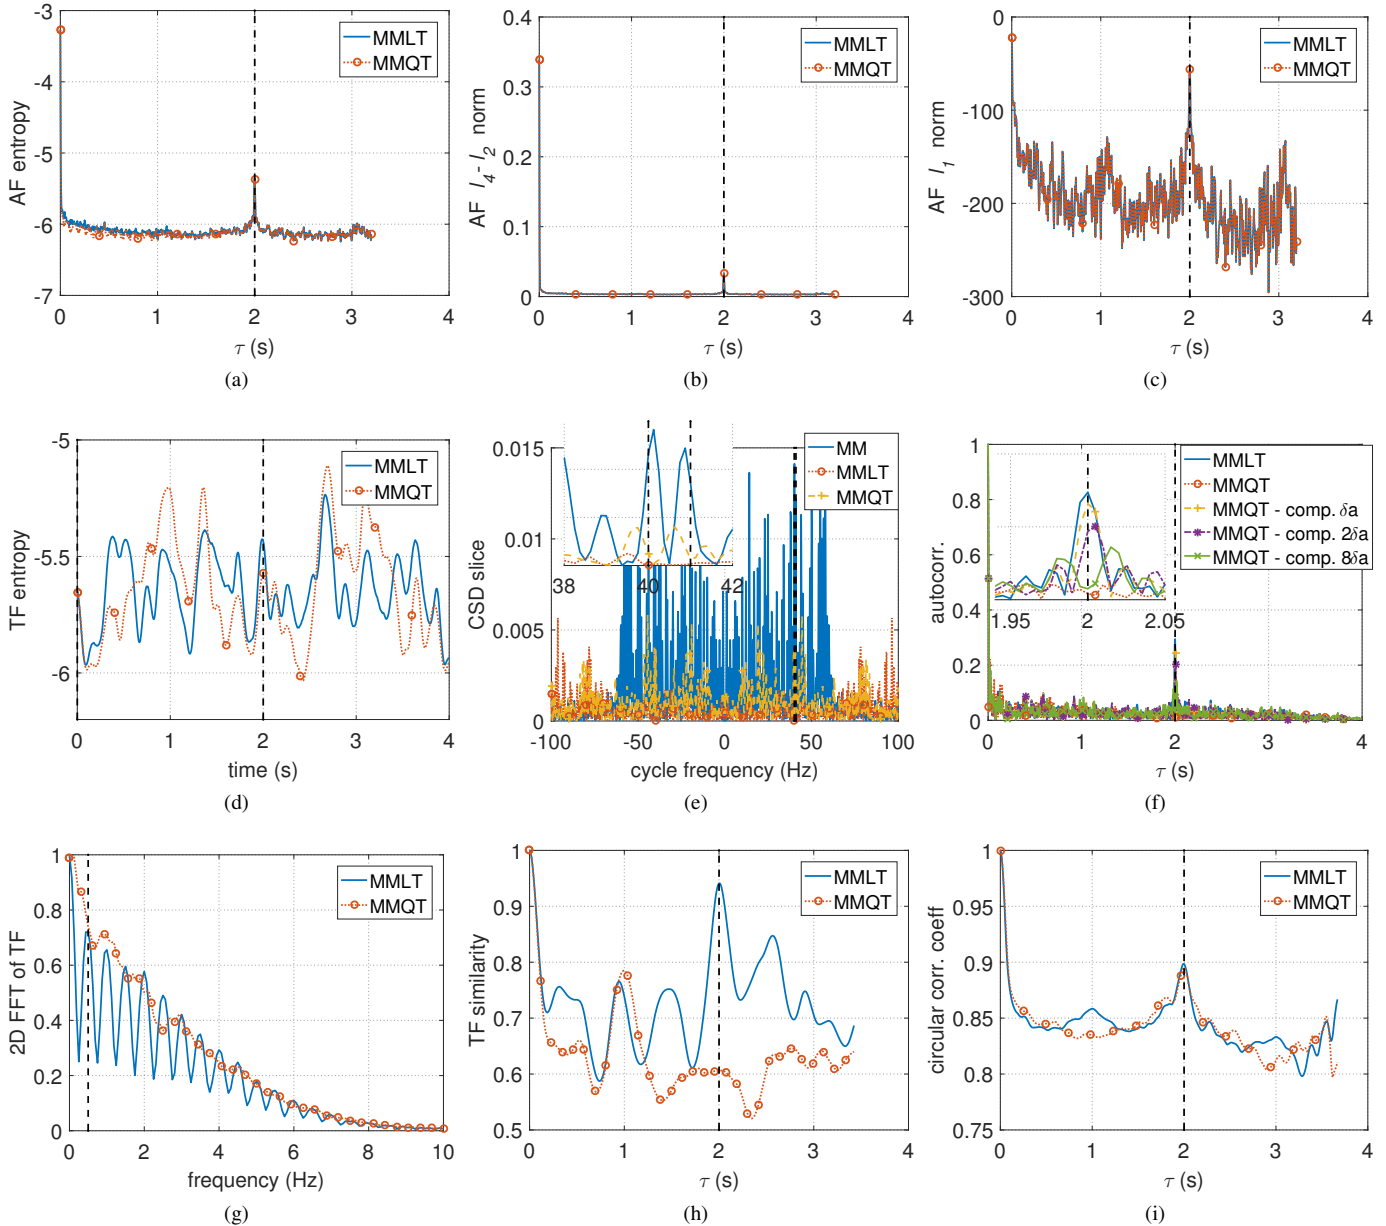 -3
-4
-5
-6
-7
AF entropy
MMLT
MMQT
0 1 2 3 4
τ (s)
(a)
0.4
0.3
0.2
0.1
0
AF l4- l2 norm
MMLT
MMQT
0 1 2 3 4
τ (s)
(b)
0
-100
-200
-300
AF l1 norm
MMLT
MMQT
0 1 2 3 4
τ (s)
(c)
-5
-5.5
-6
TF entropy
MMLT
MMQT
0 1 2 3 4
time (s)
(d)
0.015
0.01
0.005
0
CSD slice
38 40 42
MM
MMLT
MMQT
-100 -50 0 50 100
cycle frequency (Hz)
(e)
1
0.8
0.6
0.4
0.2
0
autocorr.
1.95 2 2.05
MMLT
MMQT
MMQT - comp. δa
MMQT - comp. 2δa
MMQT - comp. 8δa
0 1 2 3 4
τ (s)
(f)
1
0.8
0.6
0.4
0.2
0
2D FFT of TF
MMLT
MMQT
0 2 4 6 8 10
frequency (Hz)
(g)
1
0.9
0.8
0.7
0.6
0.5
TF similarity
MMLT
MMQT
0 1 2 3 4
τ (s)
(h)
1
0.95
0.9
0.85
0.8
0.75
circular corr. coeff
MMLT
MMQT
0 1 2 3 4
τ (s)
(i)